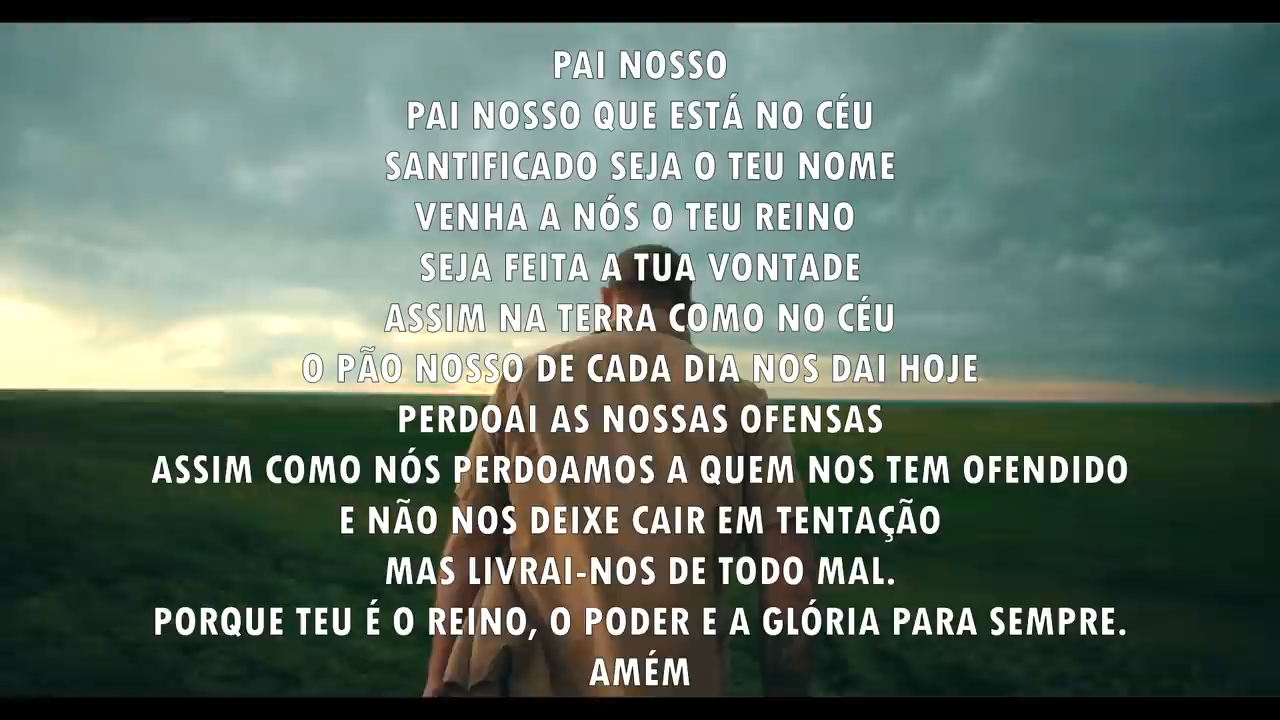 PAI NOSSO
PAI NOSSO QUE ESTÁ NO CÉU
SANTIFICADO SEJA O TEU NOME
VENHA A NÓS O TEU REINO
SEJA FEITA A TUA VONTADE
ASSIM NA TERRA COMO NO CÉU
O PÃO NOSSO DE CADA DIA NOS DAI HOJE
PERDOAI AS NOSSAS OFENSAS
ASSIM COMO NÓS PERDOAMOS A QUEM NOS TEM OFENDIDO
E NÃO NOS DEIXE CAIR EM TENTAÇÃO
MAS LIVRAI-NOS DE TODO MAL.
PORQUE TEU É O REINO, O PODER E A GLÓRIA PARA SEMPRE.
AMÉM